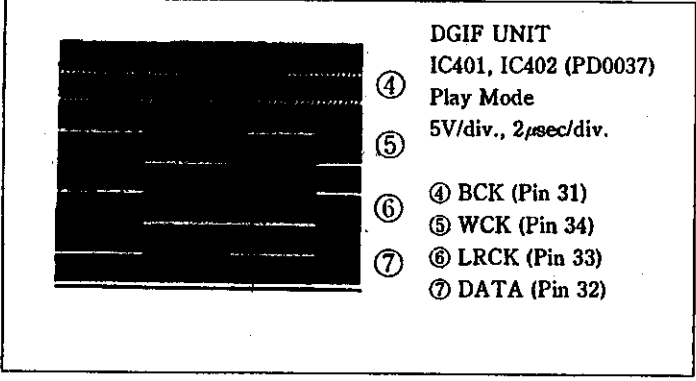 DGIF UNIT
IC401, IC402 (PD0037)
Play Mode
5V/div., 2μsec/div.
④
⑤
⑥
⑦
④ BCK (Pin 31)
⑤ WCK (Pin 34)
⑥ LRCK (Pin 33)
⑦ DATA (Pin 32)